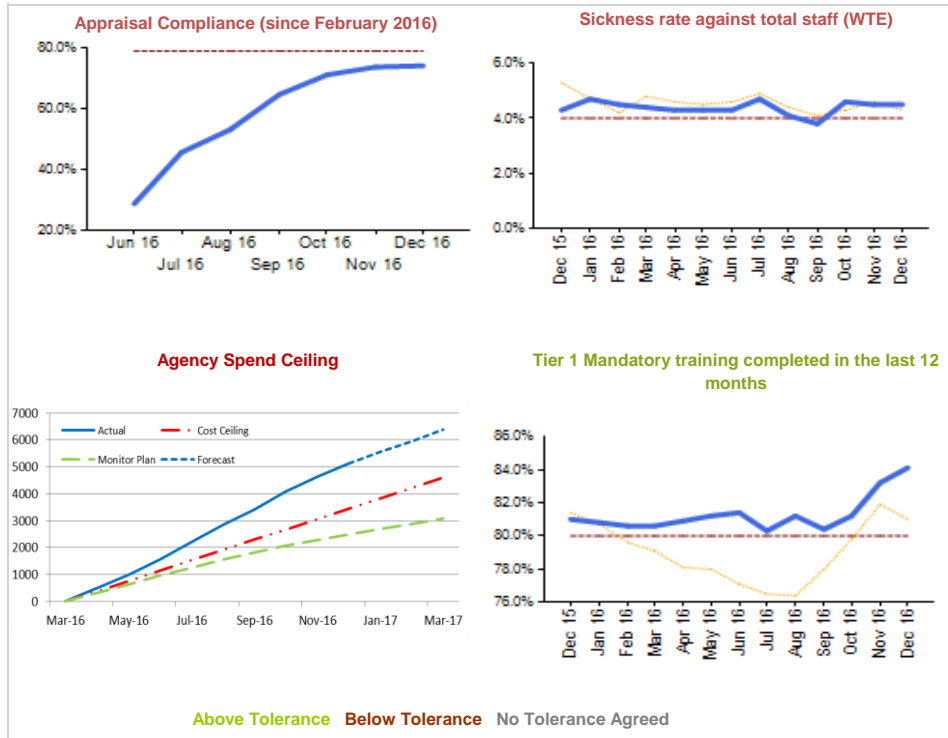 Appraisal Compliance (since February 2016)
80.0%
60.0%
40.0%
20.0%
Jun 16
Jul 16
Aug 16
Sep 16
Oct 16
Nov 16
Dec 16
Sickness rate against total staff (WTE)
6.0%
4.0%
2.0%
0.0%
Dec 15
Jan 16
Feb 16
Mar 16
Apr 16
May 16
Jun 16
Jul 16
Aug 16
Sep 16
Oct 16
Nov 16
Dec 16
Agency Spend Ceiling
7000
6000
5000
4000
3000
2000
1000
0
Actual
Cost Ceiling
Monitor Plan
Forecast
Mar-16
May-16
Jul-16
Sep-16
Nov-16
Jan-17
Mar-17
Tier 1 Mandatory training completed in the last 12
months
86.0%
84.0%
82.0%
80.0%
78.0%
76.0%
Dec 15
Jan 16
Feb 16
Mar 16
Apr 16
May 16
Jun 16
Jul 16
Aug 16
Sep 16
Oct 16
Nov 16
Dec 16
Above Tolerance Below Tolerance No Tolerance Agreed